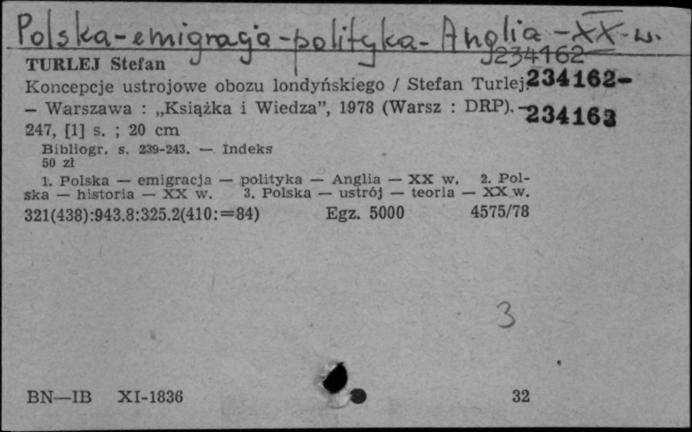 Polska-emigracja-polityka-Anglia-XX-w.
234162
TURLEJ Stefan
Koncepcje ustrojowe obozu londyńskiego / Stefan Turlej. 234162-
– Warszawa : „Książka i Wiedza”, 1978 (Warsz : DRP). – 234163
247, [1] s. ; 20 cm
Bibliogr. s. 239-243. — Indeks
50 zł
1. Polska — emigracja — polityka — Anglia — XX w. 2. Pol-
ska — historia — XX w. 3. Polska — ustrój — teoria — XX w.
321(438):943.8:325.2(410:=84) Egz. 5000 4575/78
3
BN—IB XI-1836 32